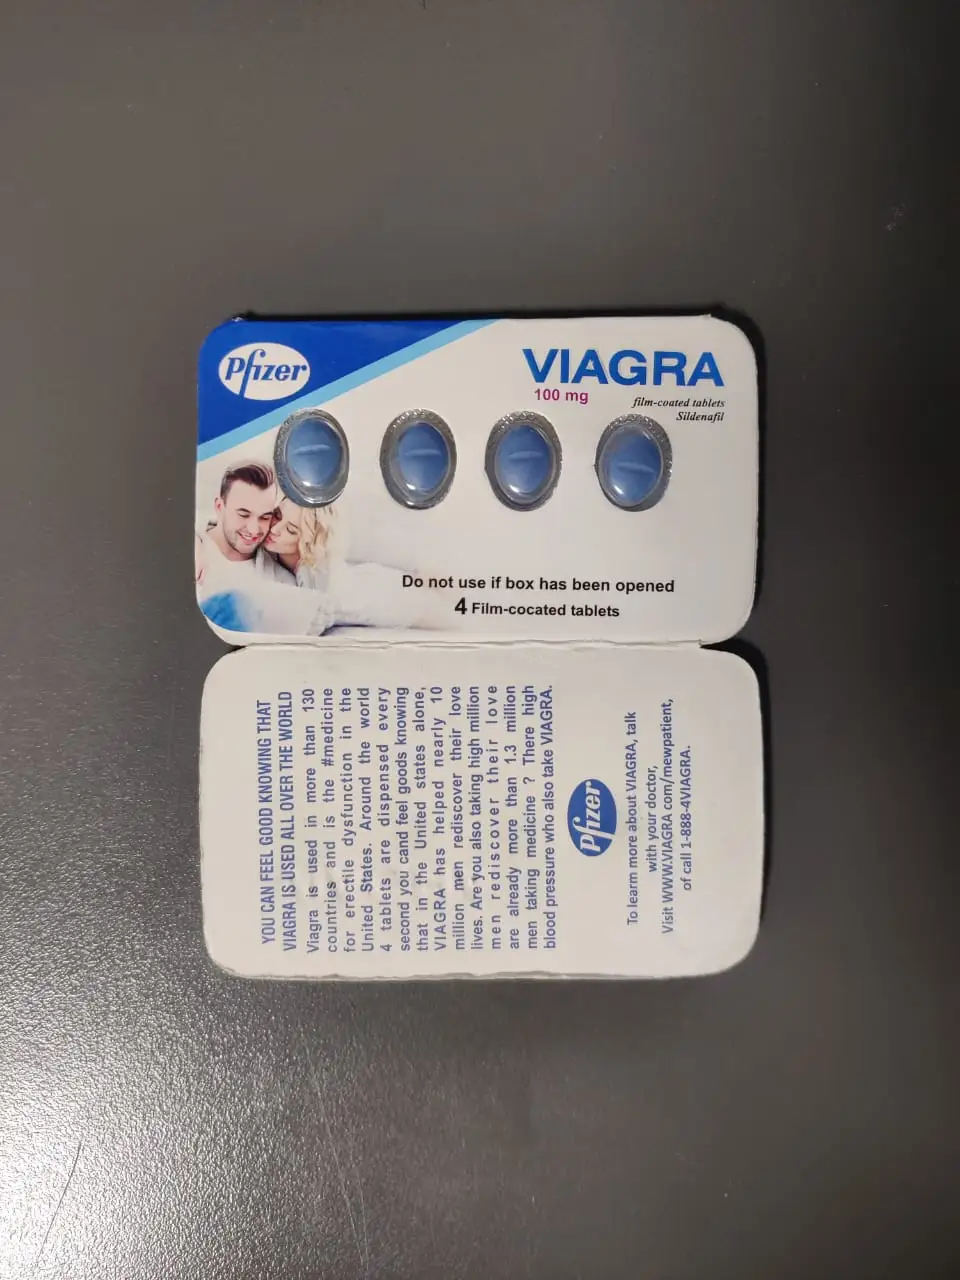 Pfizer
VIAGRA
100 mg
film-coated tablets
Sildenafil
Do not use if box has been opened
4 Film-cocated tablets
YOU CAN FEEL GOOD KNOWING THAT
VIAGRA IS USED ALL OVER THE WORLD
Viagra is used in more than 130
countries and is the #medicine
for erectile dysfunction in the
United States. Around the world
4 tablets are dispensed every
second you cand feel goods knowing
that in the United states alone,
VIAGRA has helped nearly 10
million men rediscover their love
lives. Are you also taking high million
men rediscover their love
are already more than 1.3 million
men taking medicine ? There high
blood pressure who also take VIAGRA.
Pfizer
To learm more about VIAGRA, talk
with your doctor,
Visit WWW.VIAGRA com/mewpatient,
of call 1-888-4VIAGRA.